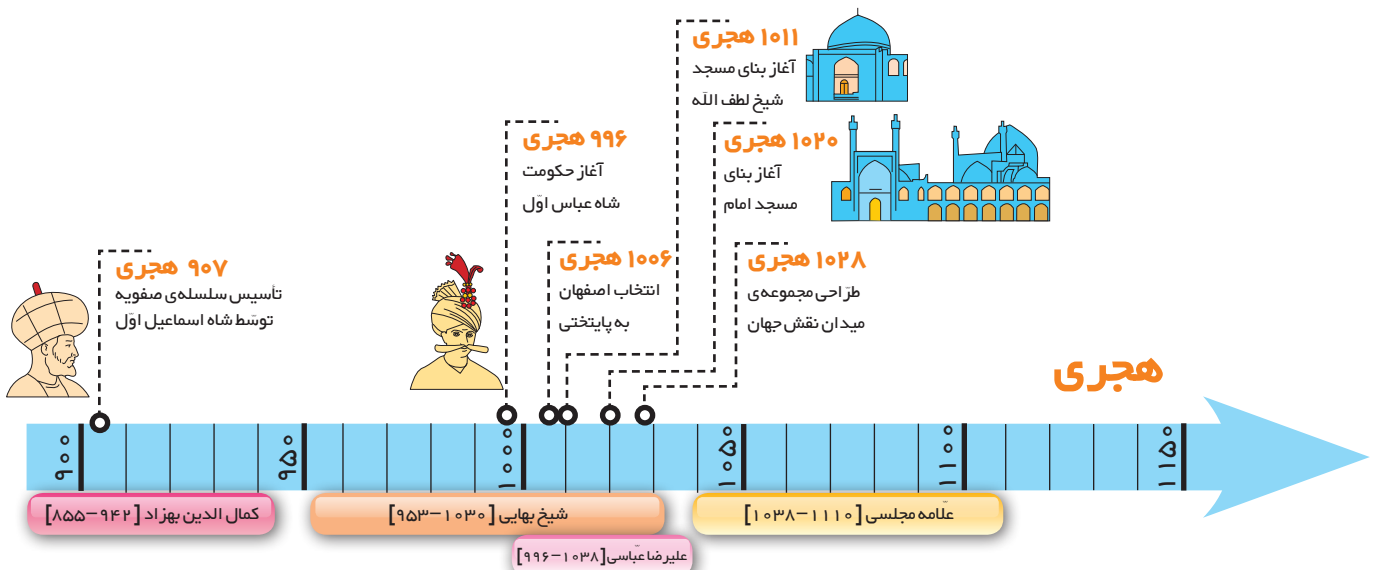 ۱۰۱۱ هجری
آغاز بنای مسجد
شیخ لطف اللّه
۱۰۲۰ هجری
آغاز بنای
مسجد امام
۹۹۶ هجری
آغاز حکومت
شاه عباس اوّل
۹۰۷ هجری
تأسیس سلسله‌ی صفویه
توسّط شاه اسماعیل اوّل
۱۰۰۶ هجری
انتخاب اصفهان
به پایتختی
۱۰۲۸ هجری
طرّاحی مجموعه‌ی
میدان نقش جهان
هجری
۹۰۰
۹۵۰
۱۰۰۰
۱۰۵۰
۱۱۰۰
۱۱۵۰
کمال الدین بهزاد [۹۴۲–۸۵۵]
شیخ بهایی [۱۰۳۰–۹۵۳]
علّامه مجلسی [۱۱۱۰–۱۰۳۸]
علیرضا عبّاسی [۱۰۳۸–۹۹۶]